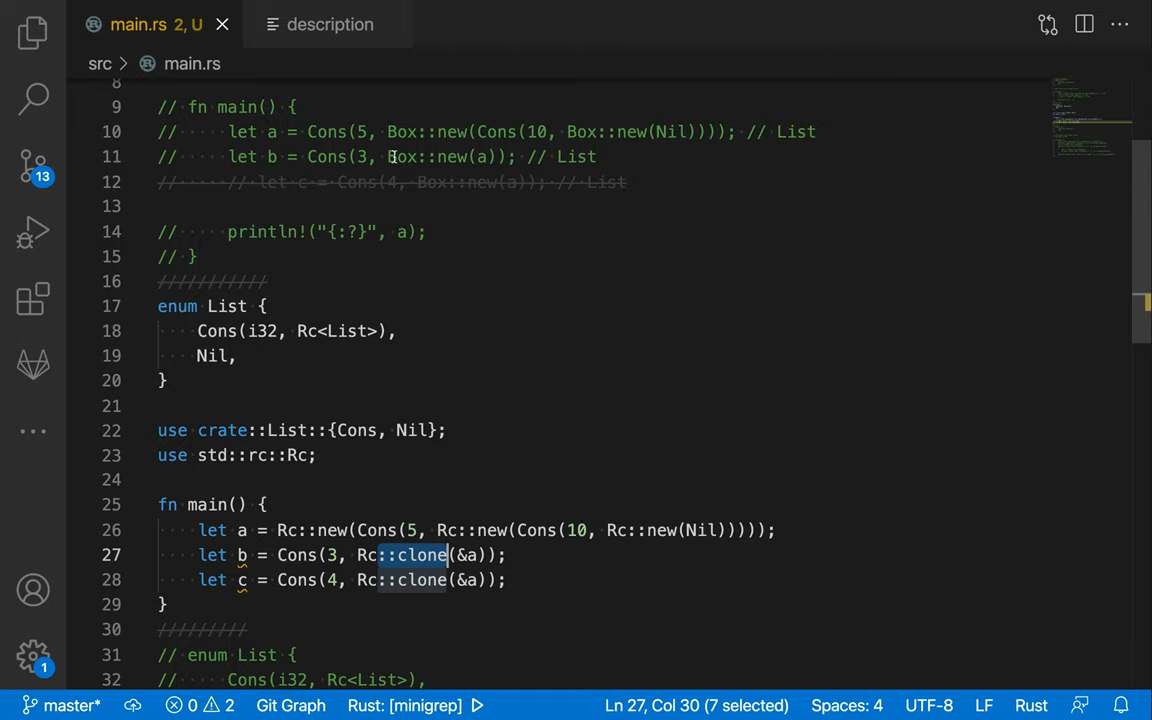 main.rs 2, U
description
src > main.rs
8
9 // fn main() {
10 // let a = Cons(5, Box::new(Cons(10, Box::new(Nil)))); // List
11 // let b = Cons(3, Box::new(a)); // List
12 // // let c = Cons(4, Box::new(a)); // List
13
14 // println!("{:?}", a);
15 // }
16 ///////////
17 enum List {
18 Cons(i32, Rc<List>),
19 Nil,
20 }
21
22 use crate::List::{Cons, Nil};
23 use std::rc::Rc;
24
25 fn main() {
26 let a = Rc::new(Cons(5, Rc::new(Cons(10, Rc::new(Nil)))));
27 let b = Cons(3, Rc::clone(&a));
28 let c = Cons(4, Rc::clone(&a));
29 }
30 /////////
31 // enum List {
32 // Cons(i32, Rc<List>),
13
1
master* 0 2 Git Graph Rust: [minigrep] Ln 27, Col 30 (7 selected) Spaces: 4 UTF-8 LF Rust